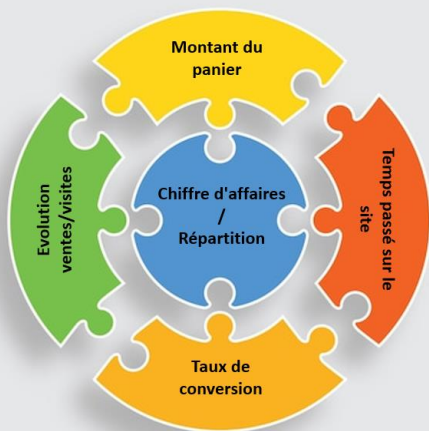 Montant du
panier
Evolution
ventes/visites
Chiffre d'affaires
/
Répartition
Temps passé sur le
site
Taux de
conversion